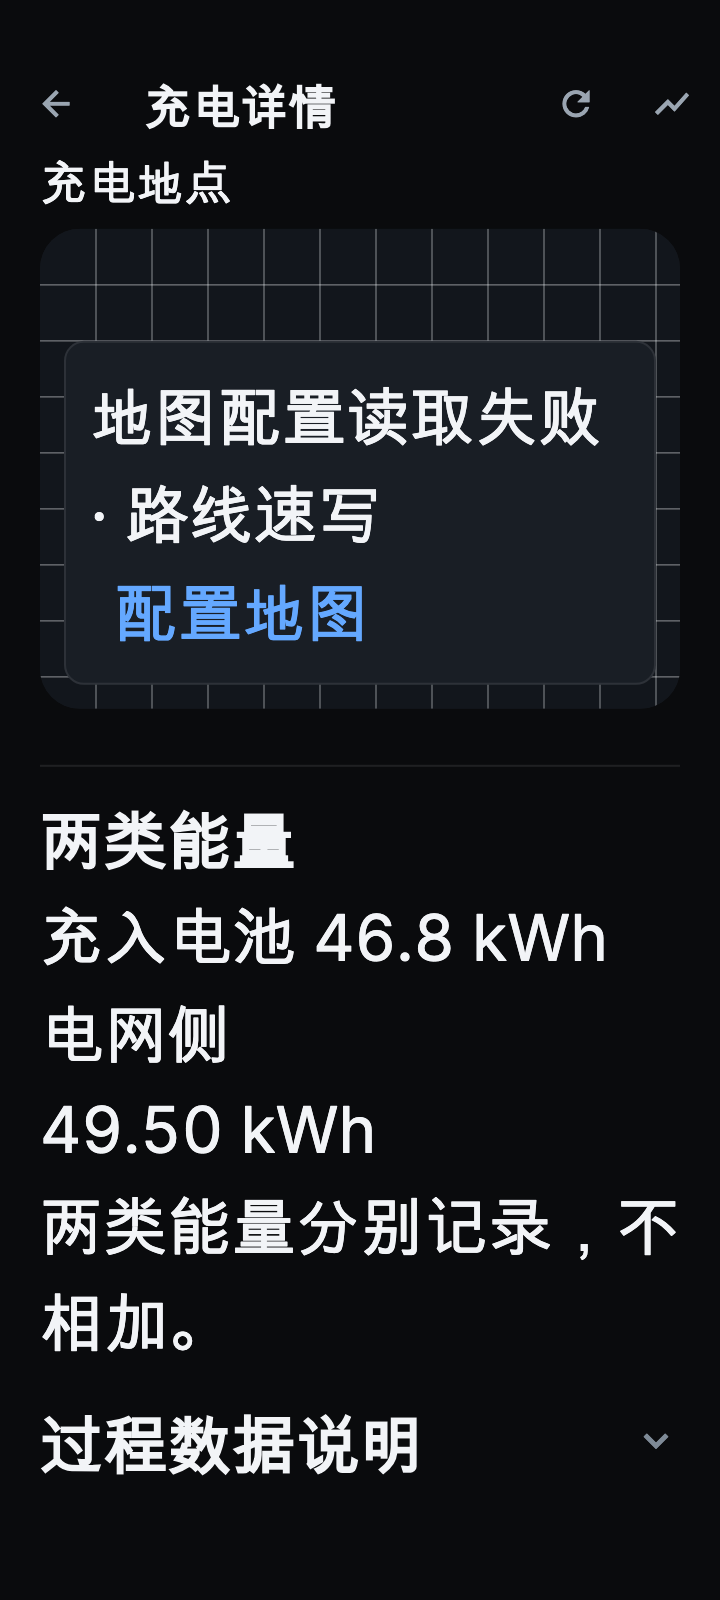 充电详情
充电地点
地图配置读取失败
· 路线速写
配置地图
两类能量
充入电池 46.8 kWh
电网侧
49.50 kWh
两类能量分别记录，不
相加。
过程数据说明